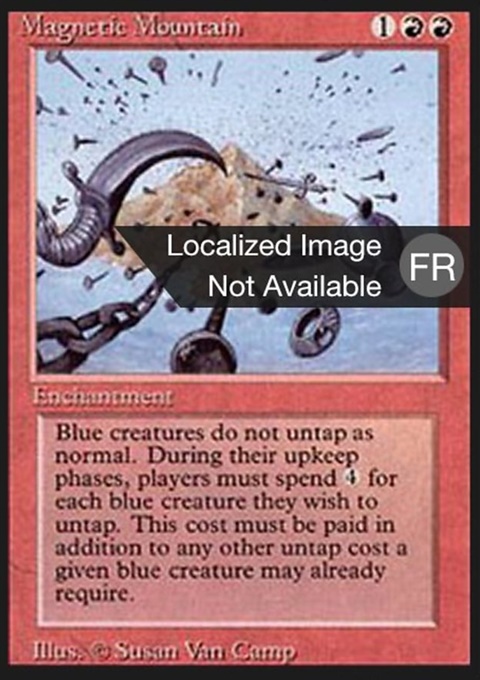 Magnetic Mountain 1
Localized Image
Not Available
FR
Enchantment
Blue creatures do not untap as
normal. During their upkeep
phases, players must spend 4 for
each blue creature they wish to
untap. This cost must be paid in
addition to any other untap cost a
given blue creature may already
require.
Illus. © Susan Van Camp